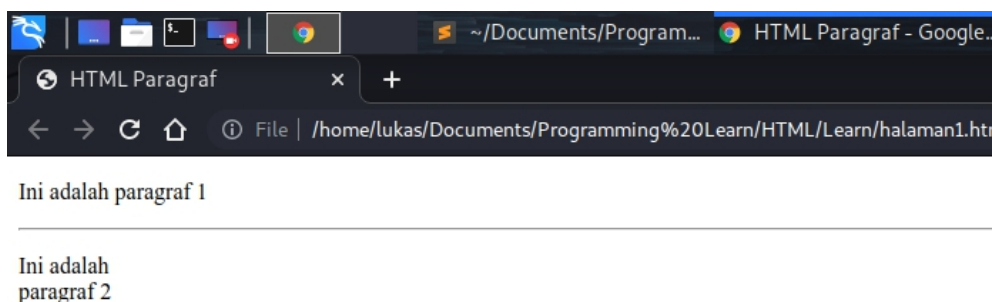 ~/Documents/Program...
HTML Paragraf - Google...
HTML Paragraf
File
/home/lukas/Documents/Programming%20Learn/HTML/Learn/halaman1.htm
Ini adalah paragraf 1
Ini adalah
paragraf 2